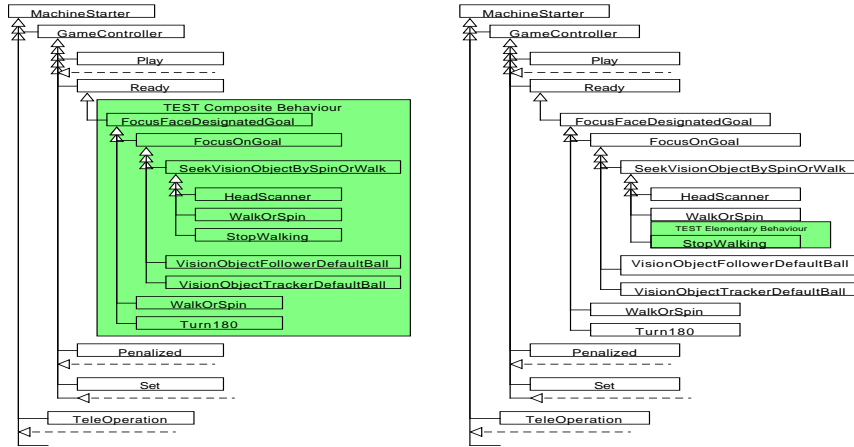 MachineStarter
GameController
Play
Ready
TEST Composite Behaviour
FocusFaceDesignatedGoal
FocusOnGoal
SeekVisionObjectBySpinOrWalk
HeadScanner
WalkOrSpin
StopWalking
VisionObjectFollowerDefaultBall
VisionObjectTrackerDefaultBall
WalkOrSpin
Turn180
Penalized
Set
TeleOperation
MachineStarter
GameController
Play
Ready
FocusFaceDesignatedGoal
FocusOnGoal
SeekVisionObjectBySpinOrWalk
HeadScanner
WalkOrSpin
TEST Elementary Behaviour
StopWalking
VisionObjectFollowerDefaultBall
VisionObjectTrackerDefaultBall
WalkOrSpin
Turn180
Penalized
Set
TeleOperation